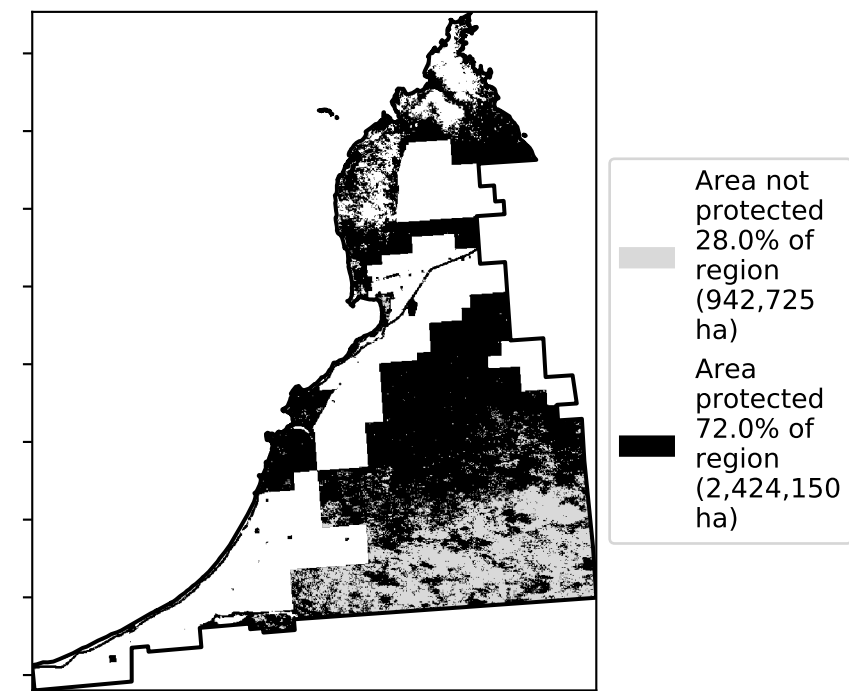 Area not
protected
28.0% of
region
(942,725
ha)
Area
protected
72.0% of
region
(2,424,150
ha)